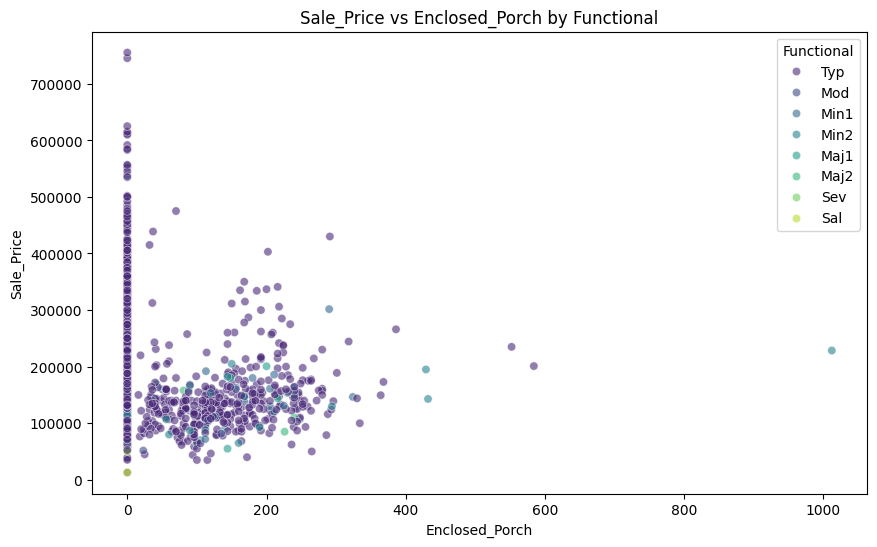 Sale_Price vs Enclosed_Porch by Functional
Functional
Typ
Mod
Min1
Min2
Maj1
Maj2
Sev
Sal
700000
600000
500000
400000
300000
200000
100000
0
Sale_Price
0
200
400
600
800
1000
Enclosed_Porch